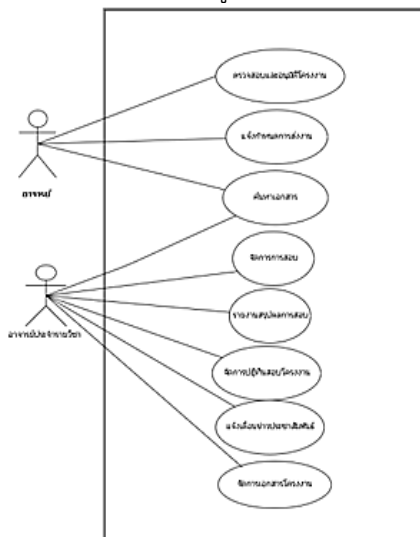 ตรวจสอบและอนุมัติโครงงาน
แจ้งกำหนดการส่งงาน
อาจารย์
ค้นหาเอกสาร
จัดการการสอบ
รายงานสรุปผลการสอบ
อาจารย์ประจำรายวิชา
จัดการปฏิทินสอบโครงงาน
แจ้งเตือนข่าวประชาสัมพันธ์
จัดการเอกสารโครงงาน